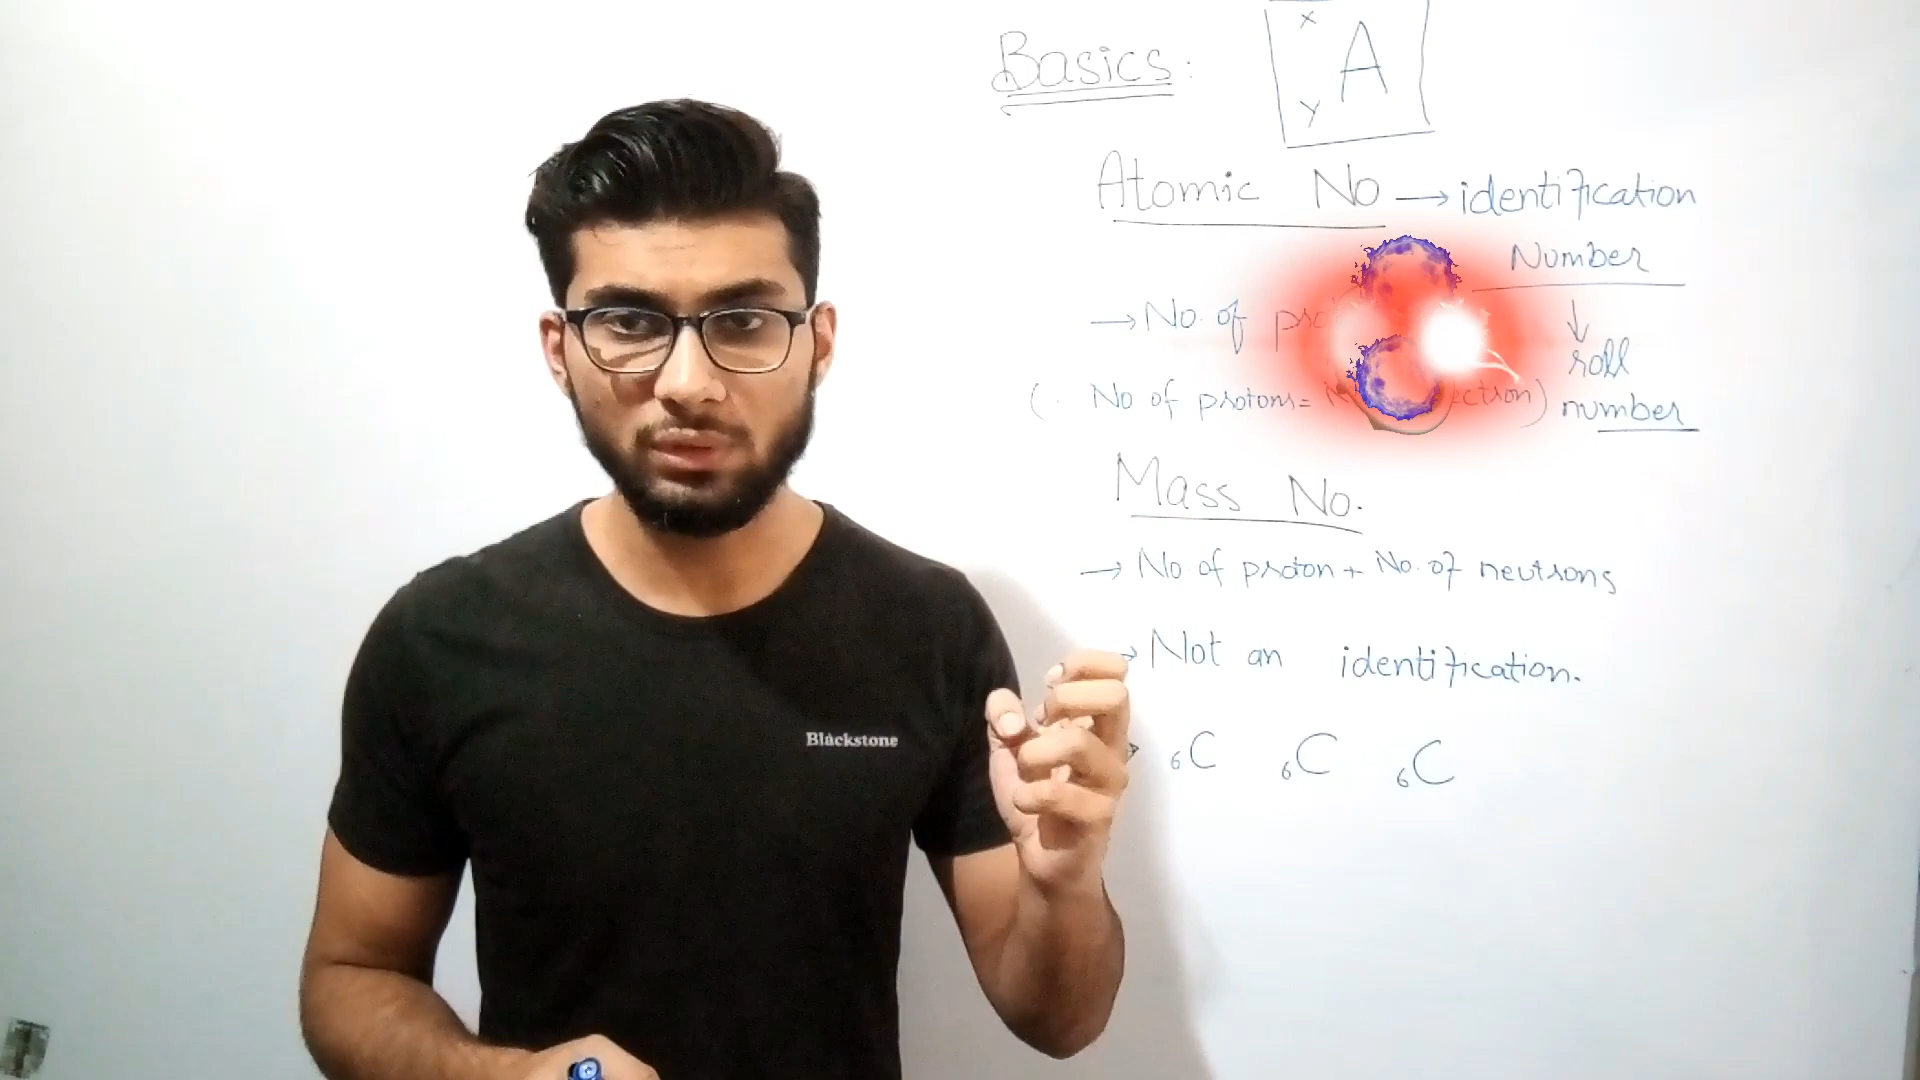 Basics:
x
A
y
Atomic No → identification
Number
→ No. of
↓
roll
number
( . No of protons=
Mass No.
→ No of proton + No. of neutrons
→ Not an identification.
6C 6C 6C
Blackstone